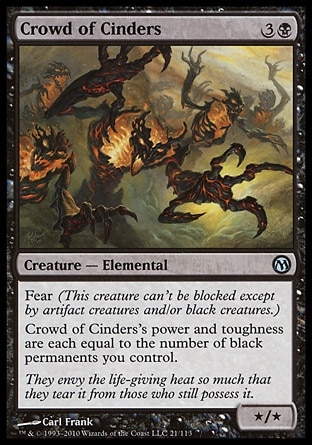 Crowd of Cinders 3
Creature — Elemental
Fear (This creature can't be blocked except
by artifact creatures and/or black creatures.)
Crowd of Cinders's power and toughness
are each equal to the number of black
permanents you control.
They envy the life-giving heat so much that
they tear it from those who still possess it.
Carl Frank
™ & © 1993–2010 Wizards of the Coast LLC 21/113
*/*